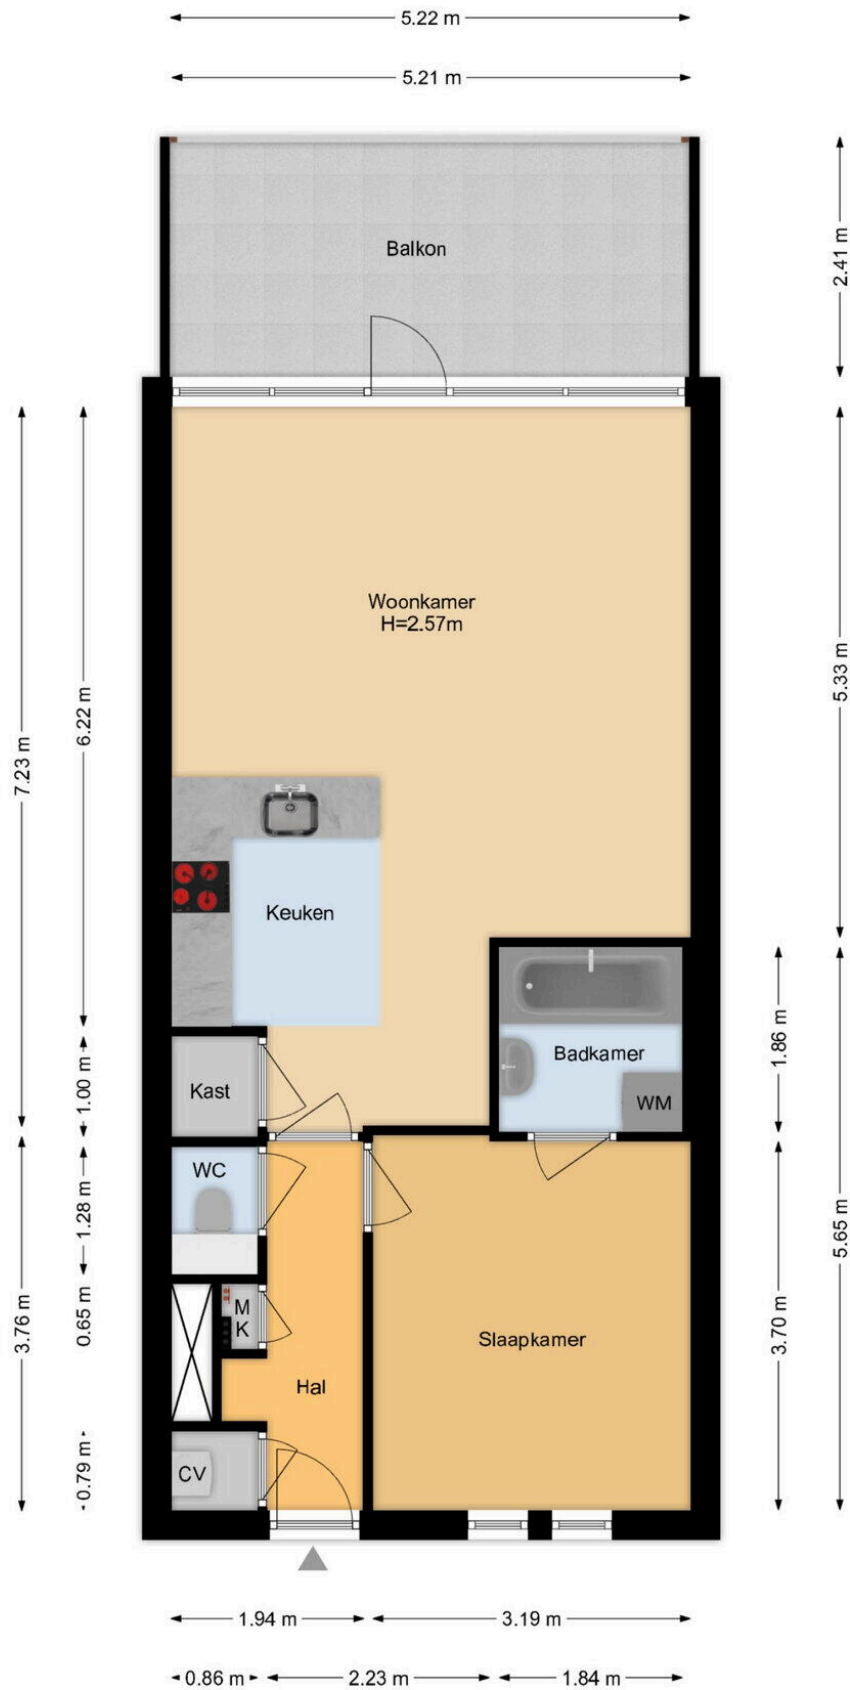 5.22 m
5.21 m
Balkon
2.41 m
Woonkamer
H=2.57m
5.33 m
6.22 m
7.23 m
Keuken
Badkamer
1.86 m
WM
Kast
1.00 m
WC
1.28 m
M
K
0.65 m
3.76 m
Slaapkamer
3.70 m
5.65 m
Hal
CV
0.79 m
1.94 m
3.19 m
0.86 m
2.23 m
1.84 m